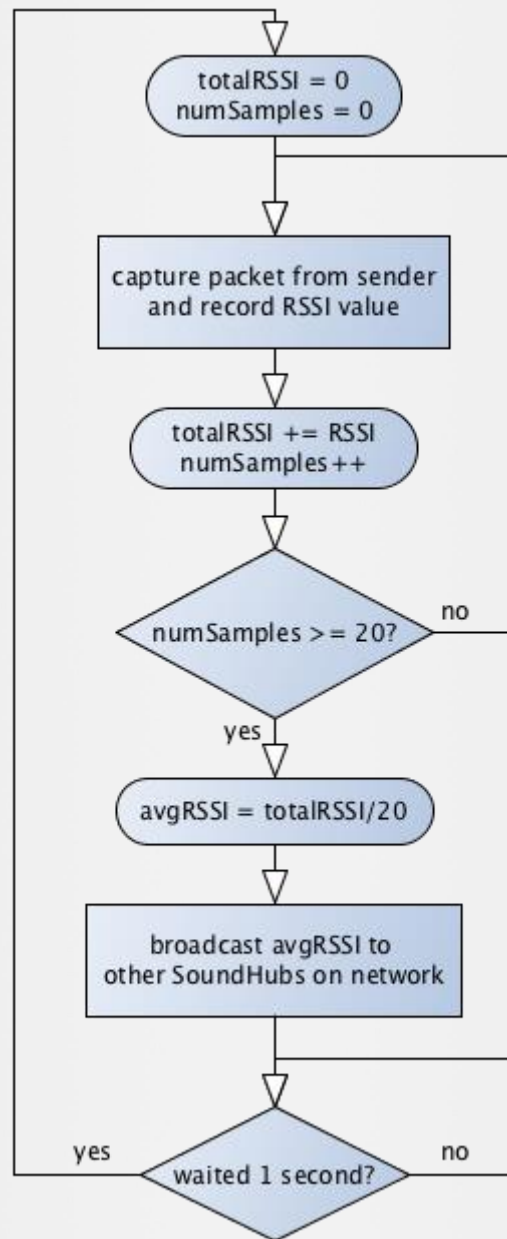 totalRSSI = 0
numSamples = 0
capture packet from sender
and record RSSI value
totalRSSI += RSSI
numSamples++
numSamples >= 20?
no
yes
avgRSSI = totalRSSI/20
broadcast avgRSSI to
other SoundHubs on network
yes
waited 1 second?
no